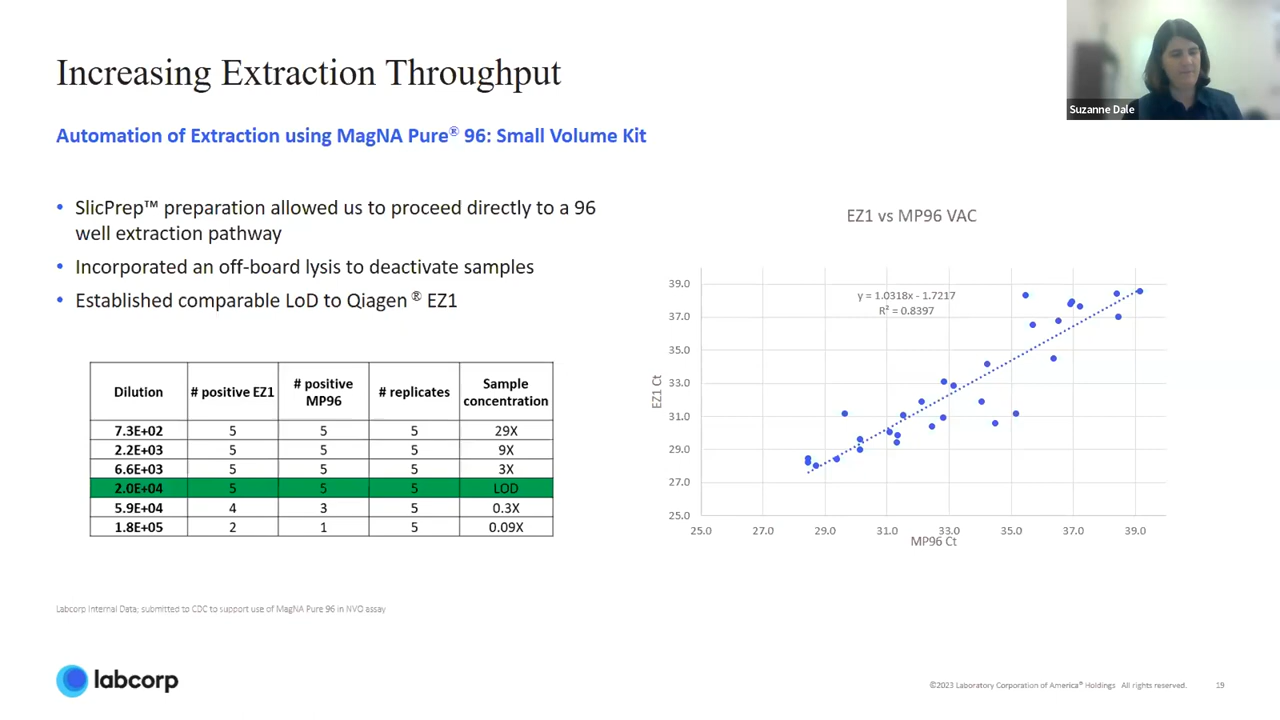 Increasing Extraction Throughput
Suzanne Dale
Automation of Extraction using MagNA Pure® 96: Small Volume Kit
• SlicPrep™ preparation allowed us to proceed directly to a 96
well extraction pathway
• Incorporated an off-board lysis to deactivate samples
• Established comparable LoD to Qiagen ® EZ1
Dilution # positive EZ1 # positive MP96 # replicates Sample concentration
7.3E+02 5 5 5 29X
2.2E+03 5 5 5 9X
6.6E+03 5 5 5 3X
2.0E+04 5 5 5 LOD
5.9E+04 4 3 5 0.3X
1.8E+05 2 1 5 0.09X
EZ1 vs MP96 VAC
y = 1.0318x - 1.7217
R² = 0.8397
EZ1 Ct
39.0
37.0
35.0
33.0
31.0
29.0
27.0
25.0
25.0 27.0 29.0 31.0 33.0 35.0 37.0 39.0
MP96 Ct
Labcorp Internal Data; submitted to CDC to support use of MagNA Pure 96 in NVO assay
labcorp
©2023 Laboratory Corporation of America® Holdings All rights reserved. 19